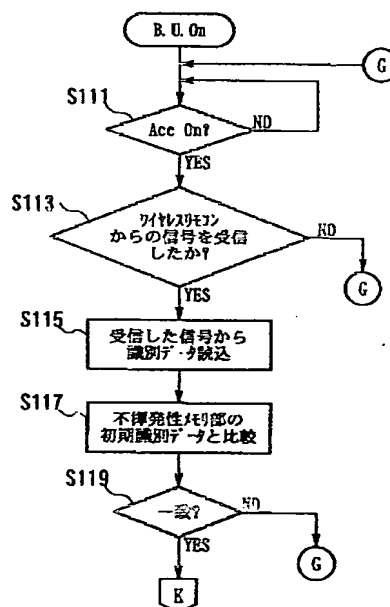 B. U. On
G
S111
Acc On?
NO
YES
S113
ワイヤレスリモコン
からの信号を受信
したか?
NO
G
YES
S115
受信した信号から
識別データ読込
S117
不揮発性メモリ部の
初期識別データと比較
S119
一致?
NO
YES
G
K